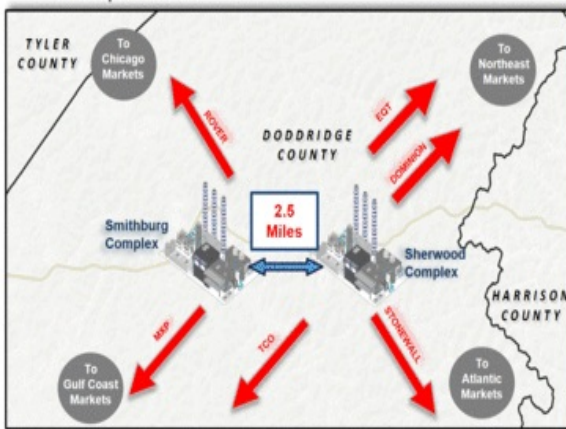 TYLER
COUNTY
To
Chicago
Markets
ROVER
DODDRIDGE
COUNTY
EQT
DOMINION
To
Northeast
Markets
Smithburg
Complex
2.5
Miles
Sherwood
Complex
HARRISON
COUNTY
MXP
TCO
STONEWALL
To
Gulf Coast
Markets
To
Atlantic
Markets